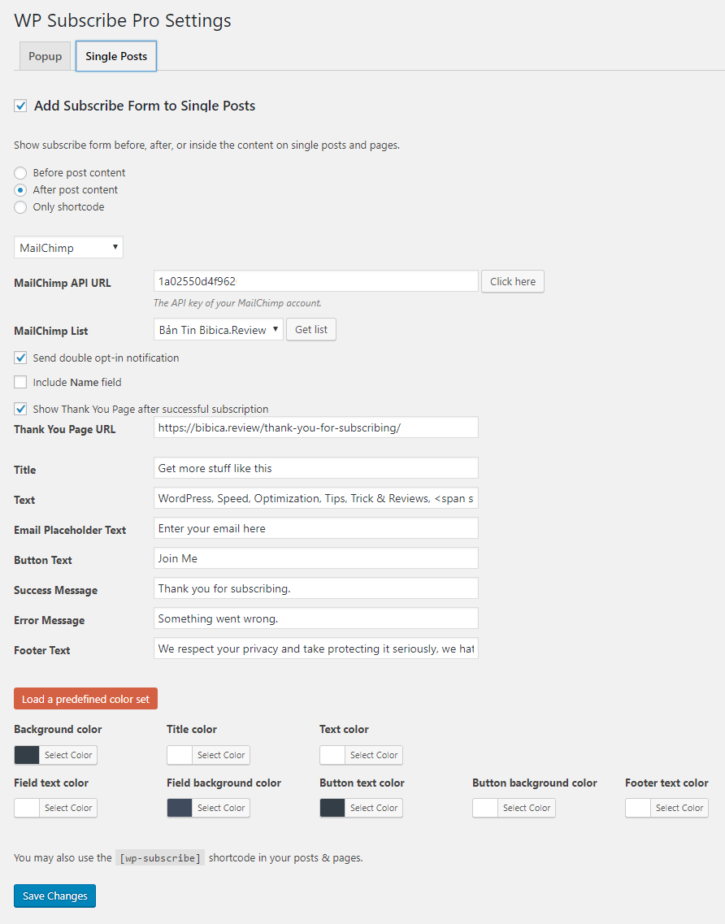 WP Subscribe Pro Settings
Popup Single Posts
Add Subscribe Form to Single Posts
Show subscribe form before, after, or inside the content on single posts and pages.
Before post content
After post content
Only shortcode
MailChimp
MailChimp API URL 1a02550d4f962 Click here
The API key of your MailChimp account.
MailChimp List Bản Tin Bibica.Review Get list
Send double opt-in notification
Include Name field
Show Thank You Page after successful subscription
Thank You Page URL https://bibica.review/thank-you-for-subscribing/
Title Get more stuff like this
Text WordPress, Speed, Optimization, Tips, Trick & Reviews, <span s
Email Placeholder Text Enter your email here
Button Text Join Me
Success Message Thank you for subscribing.
Error Message Something went wrong.
Footer Text We respect your privacy and take protecting it seriously, we hat
Load a predefined color set
Background color Title color Text color
Select Color Select Color Select Color
Field text color Field background color Button text color Button background color Footer text color
Select Color Select Color Select Color Select Color Select Color
You may also use the [wp-subscribe] shortcode in your posts & pages.
Save Changes